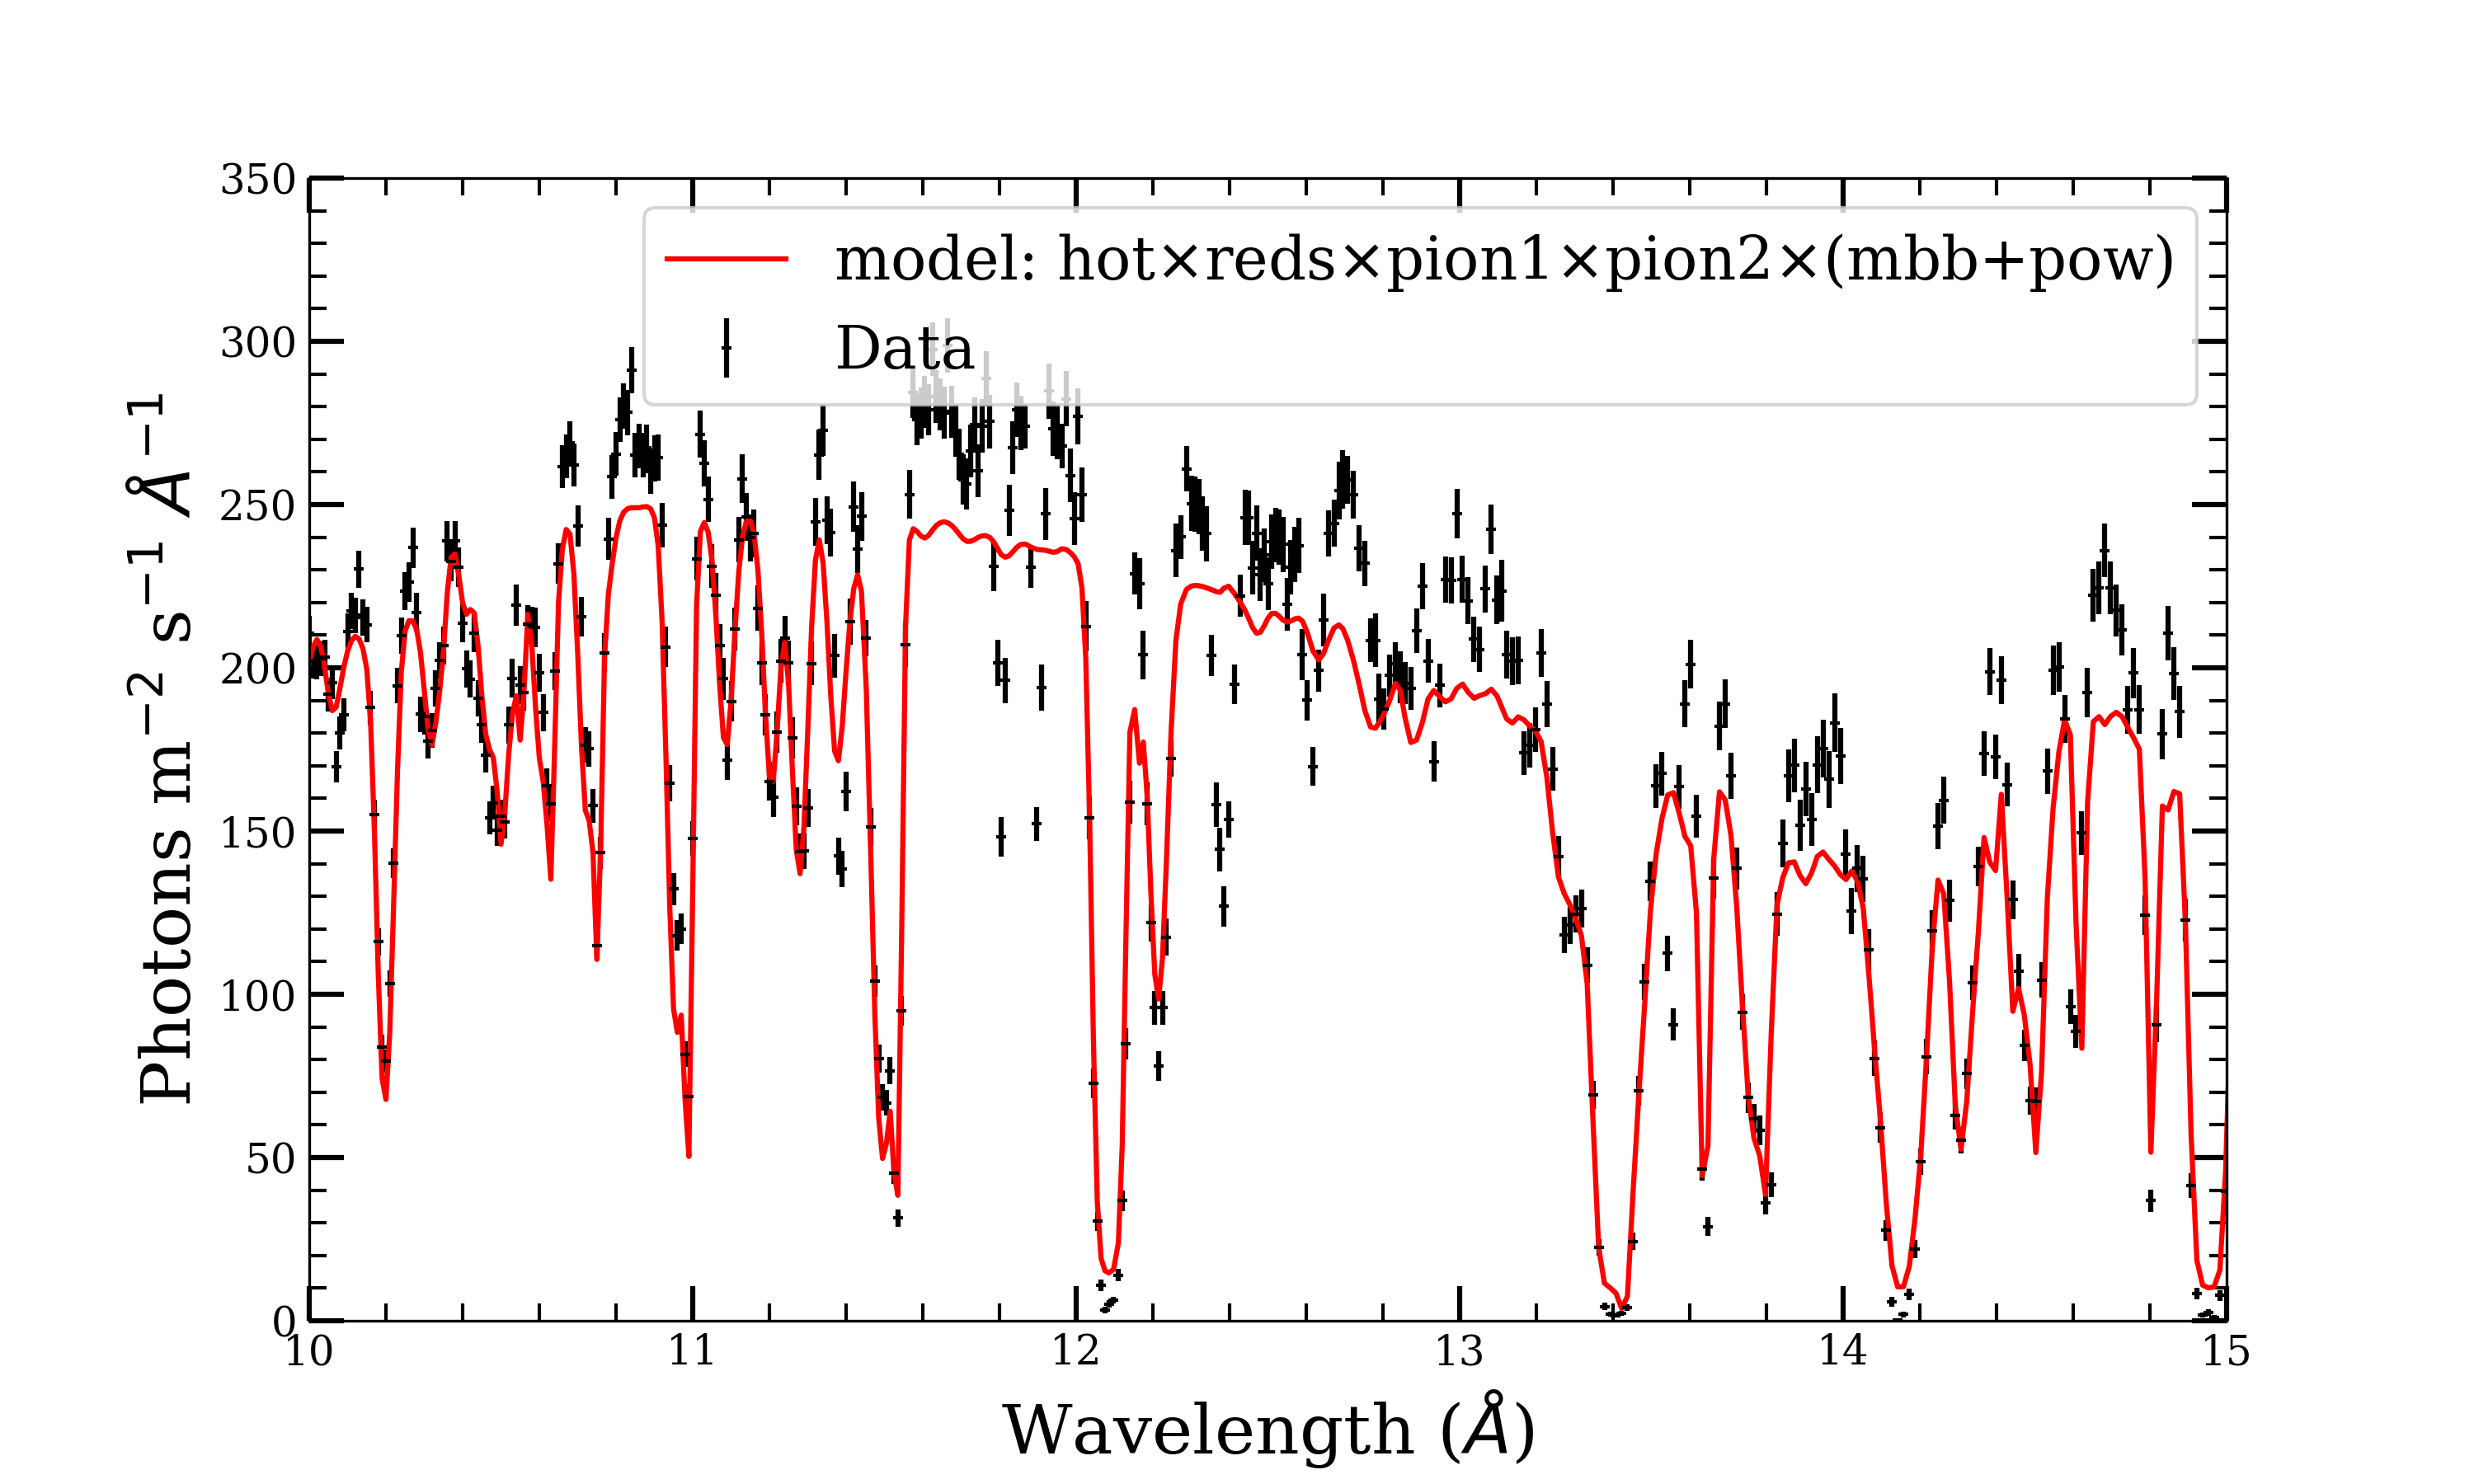 350
300
250
200
150
100
50
0
Photons m⁻² s⁻¹ Å⁻¹
model: hot×reds×pion1×pion2×(mbb+pow)
Data
10 11 12 13 14 15
Wavelength (Å)